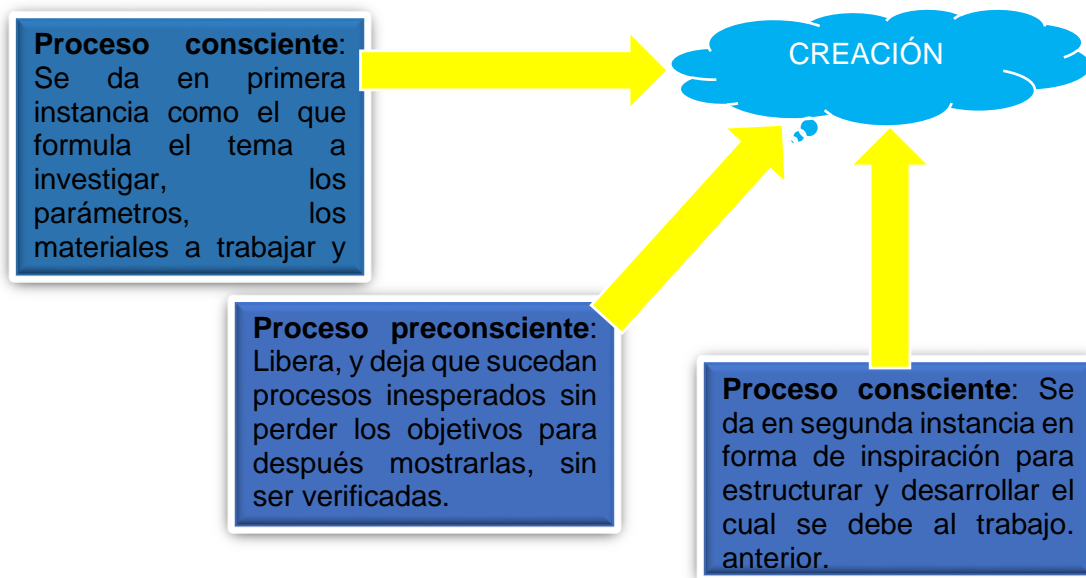 Proceso consciente:
Se da en primera
instancia como el que
formula el tema a
investigar, los
parámetros, los
materiales a trabajar y
CREACIÓN
Proceso preconsciente:
Libera, y deja que sucedan
procesos inesperados sin
perder los objetivos para
después mostrarlas, sin
ser verificadas.
Proceso consciente: Se
da en segunda instancia en
forma de inspiración para
estructurar y desarrollar el
cual se debe al trabajo.
anterior.